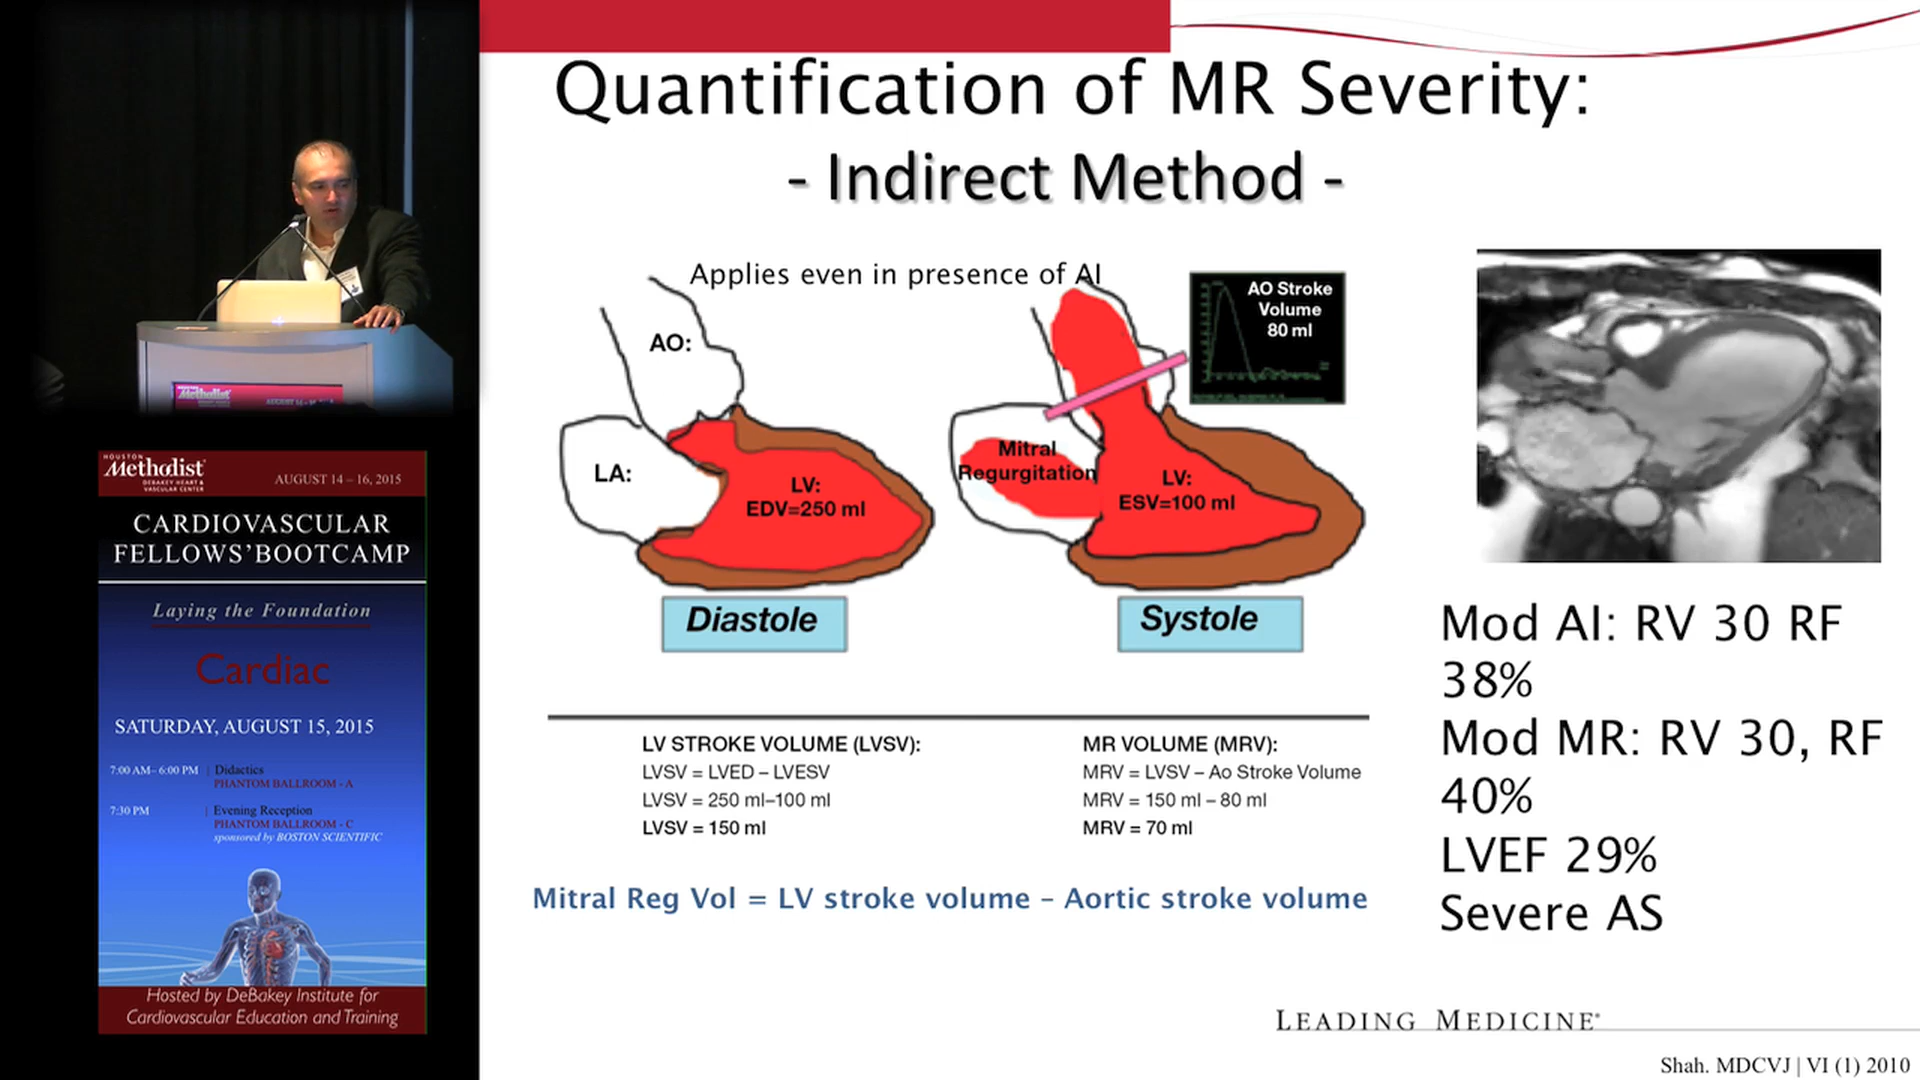 Quantification of MR Severity:
- Indirect Method -
Applies even in presence of AI
AO:
LA:
LV:
EDV=250 ml
Diastole
AO Stroke
Volume
80 ml
Mitral
Regurgitation
LV:
ESV=100 ml
Systole
LV STROKE VOLUME (LVSV):
LVSV = LVED – LVESV
LVSV = 250 ml–100 ml
LVSV = 150 ml
MR VOLUME (MRV):
MRV = LVSV – Ao Stroke Volume
MRV = 150 ml – 80 ml
MRV = 70 ml
Mitral Reg Vol = LV stroke volume – Aortic stroke volume
Mod AI: RV 30 RF
38%
Mod MR: RV 30, RF
40%
LVEF 29%
Severe AS
LEADING MEDICINE®
Shah. MDCVJ | VI (1) 2010
Methodist
HOUSTON
Methodist
DEBAKEY HEART &
VASCULAR CENTER
AUGUST 14 – 16, 2015
CARDIOVASCULAR
FELLOWS'BOOTCAMP
Laying the Foundation
Cardiac
SATURDAY, AUGUST 15, 2015
7:00 AM– 6:00 PM | Didactics
PHANTOM BALLROOM - A
7:30 PM | Evening Reception
PHANTOM BALLROOM - C
sponsored by BOSTON SCIENTIFIC
Hosted by DeBakey Institute for
Cardiovascular Education and Training